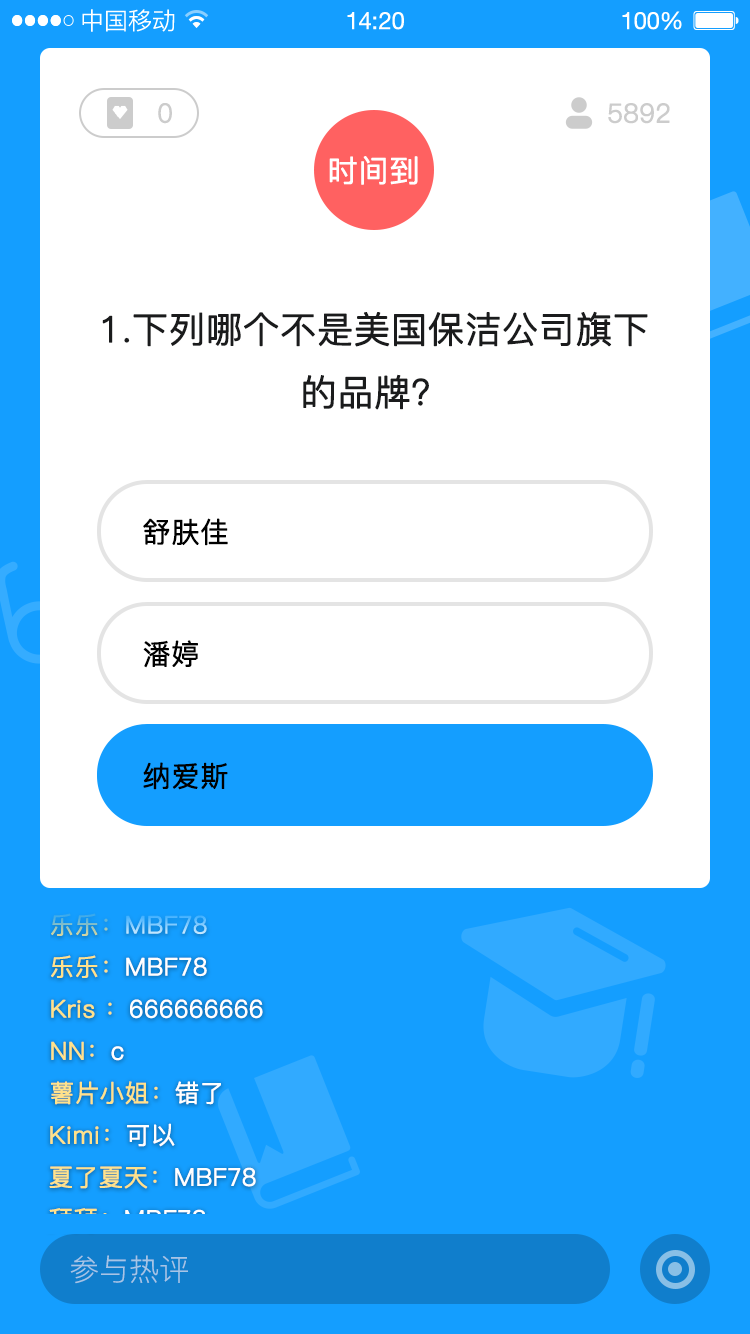 中国移动
14:20
100%
0
5892
时间到
1.下列哪个不是美国保洁公司旗下
的品牌?
舒肤佳
潘婷
纳爱斯
乐乐：MBF78
乐乐：MBF78
Kris：666666666
NN：c
薯片小姐：错了
Kimi：可以
夏了夏天：MBF78
拜拜：MBF78
参与热评